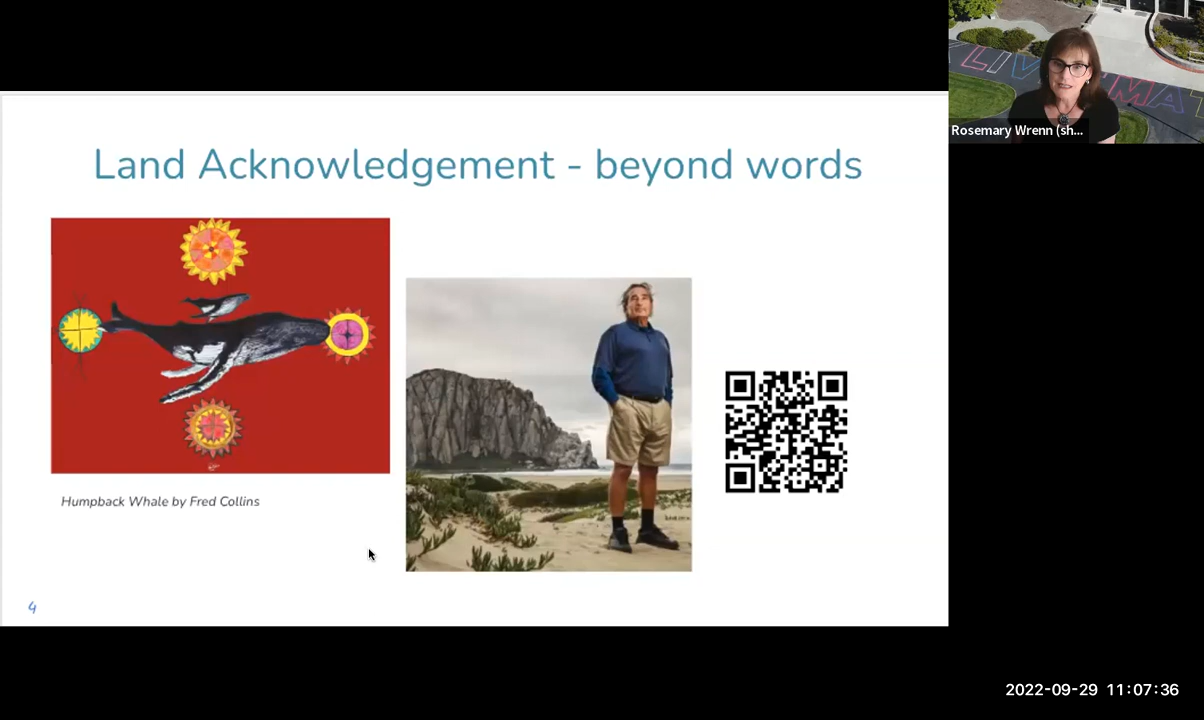 Land Acknowledgement - beyond words
Rosemary Wrenn (sh...
Humpback Whale by Fred Collins
4
2022-09-29 11:07:36